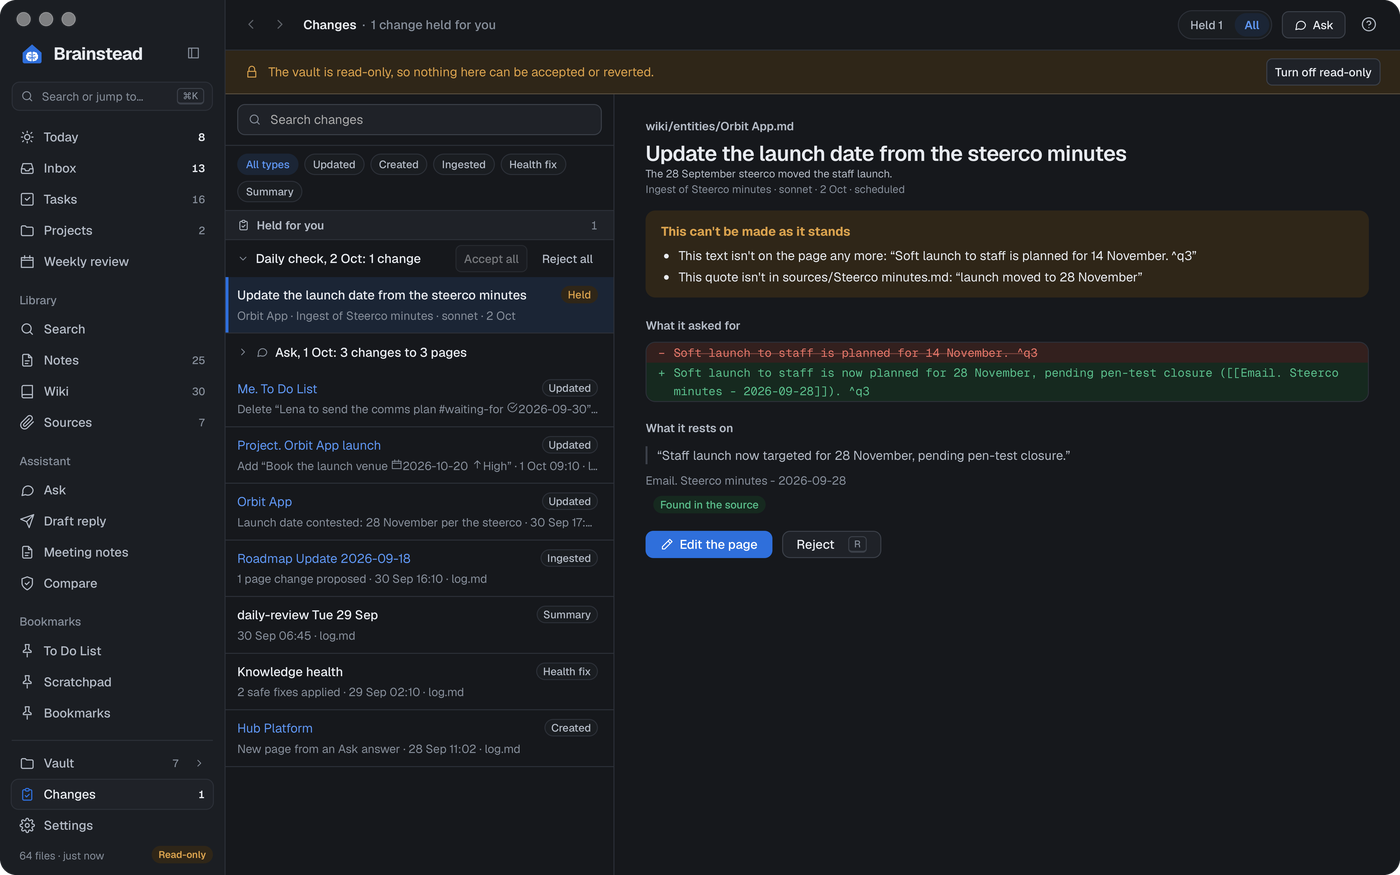 Brainstead
Search or jump to... ⌘K
Today 8
Inbox 13
Tasks 16
Projects 2
Weekly review
Library
Search
Notes 25
Wiki 30
Sources 7
Assistant
Ask
Draft reply
Meeting notes
Compare
Bookmarks
To Do List
Scratchpad
Bookmarks
Vault 7
Changes 1
Settings
64 files · just now Read-only
Changes · 1 change held for you
Held 1 All Ask
The vault is read-only, so nothing here can be accepted or reverted. Turn off read-only
Search changes
All types Updated Created Ingested Health fix
Summary
Held for you 1
Daily check, 2 Oct: 1 change Accept all Reject all
Update the launch date from the steerco minutes Held
Orbit App · Ingest of Steerco minutes · sonnet · 2 Oct
Ask, 1 Oct: 3 changes to 3 pages
Me. To Do List Updated
Delete “Lena to send the comms plan #waiting-for 2026-09-30”...
Project. Orbit App launch Updated
Add “Book the launch venue 2026-10-20 High” · 1 Oct 09:10 · L...
Orbit App Updated
Launch date contested: 28 November per the steerco · 30 Sep 17:...
Roadmap Update 2026-09-18 Ingested
1 page change proposed · 30 Sep 16:10 · log.md
daily-review Tue 29 Sep Summary
30 Sep 06:45 · log.md
Knowledge health Health fix
2 safe fixes applied · 29 Sep 02:10 · log.md
Hub Platform Created
New page from an Ask answer · 28 Sep 11:02 · log.md
wiki/entities/Orbit App.md
Update the launch date from the steerco minutes
The 28 September steerco moved the staff launch.
Ingest of Steerco minutes · sonnet · 2 Oct · scheduled
This can't be made as it stands
• This text isn't on the page any more: “Soft launch to staff is planned for 14 November. ^q3”
• This quote isn't in sources/Steerco minutes.md: “launch moved to 28 November”
What it asked for
- Soft launch to staff is planned for 14 November. ^q3
+ Soft launch to staff is now planned for 28 November, pending pen-test closure ([[Email. Steerco
minutes - 2026-09-28]]). ^q3
What it rests on
“Staff launch now targeted for 28 November, pending pen-test closure.”
Email. Steerco minutes - 2026-09-28
Found in the source
Edit the page Reject R